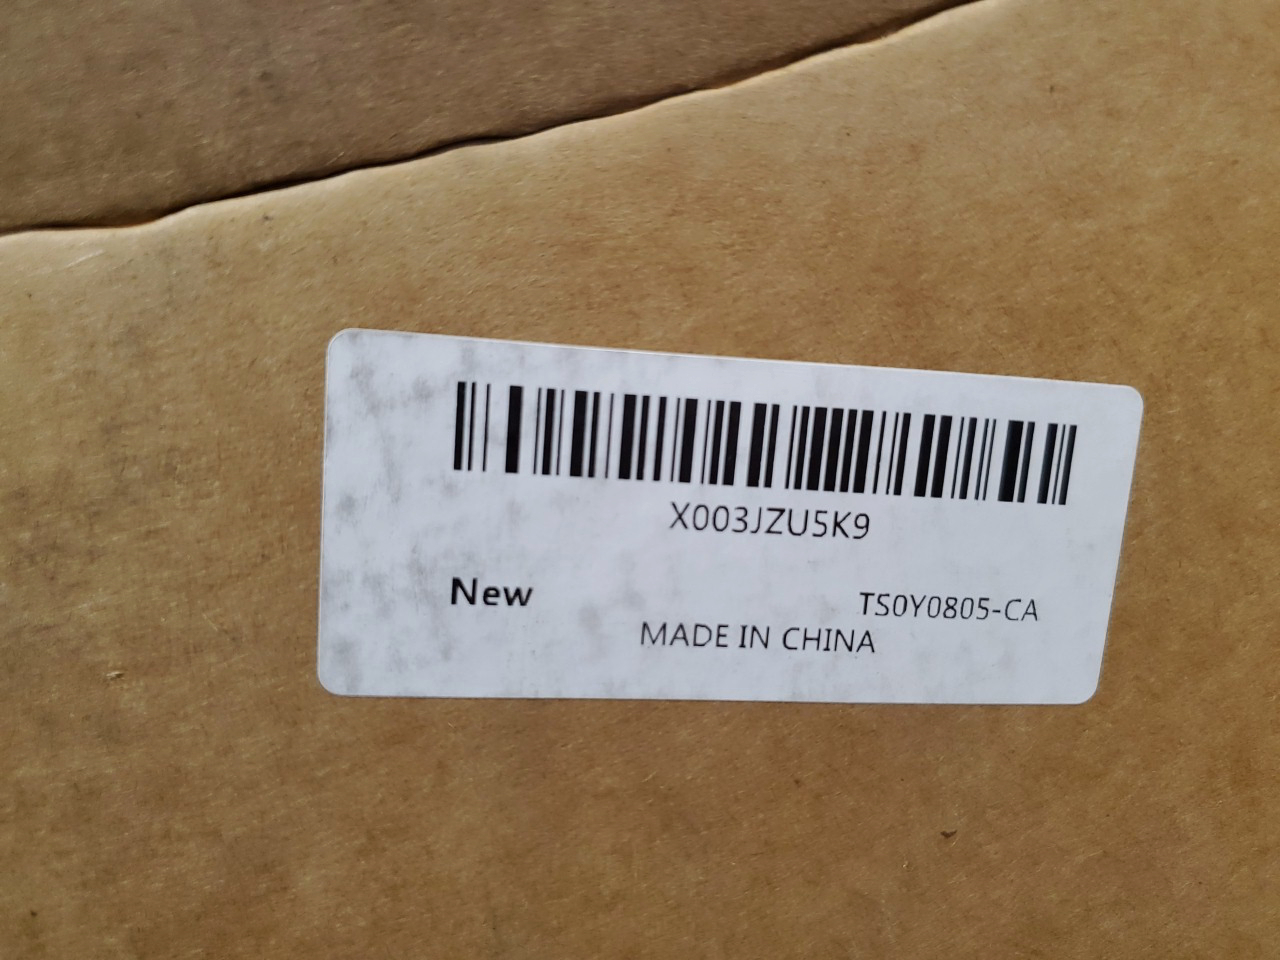 X003JZU5K9
New TS0Y0805-CA
MADE IN CHINA